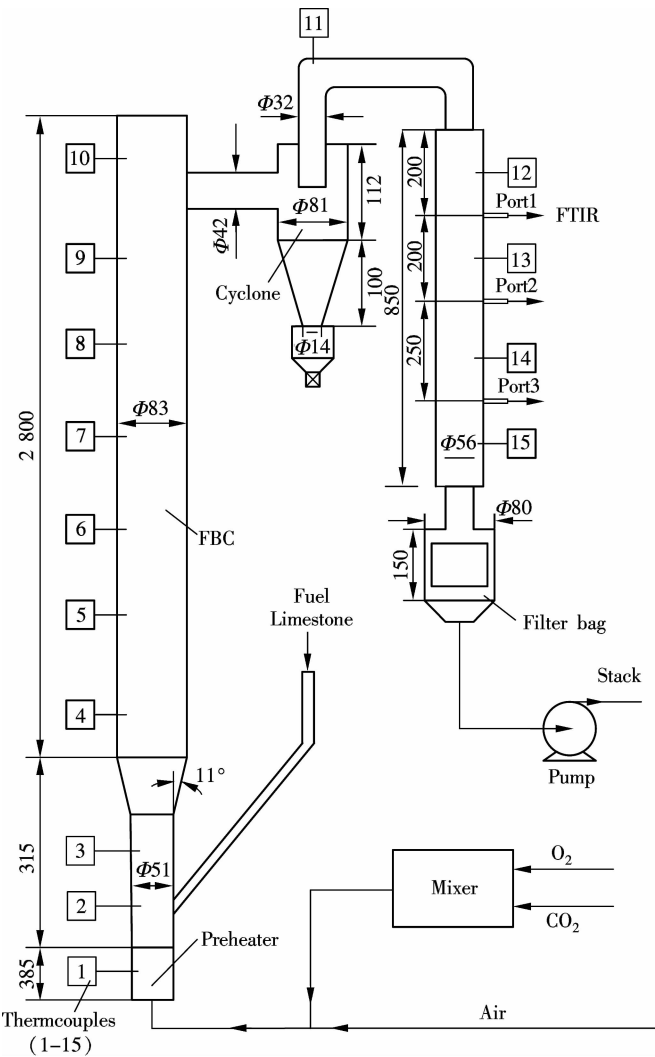 11
Φ32
10
12
200
Port1
FTIR
112
Φ81
Φ42
9
13
Cyclone
200
Port2
100
850
8
Φ14
14
250
Port3
Φ83
7
2 800
Φ56
15
Φ80
6
FBC
150
Fuel
Limestone
5
Filter bag
4
Stack
11°
Pump
3
315
Φ51
O2
Mixer
2
CO2
Preheater
1
385
Air
Thermcouples
(1-15)